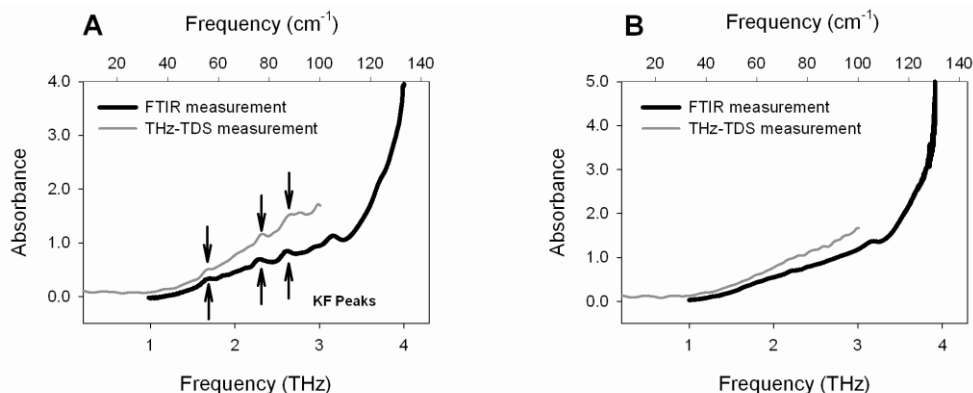 A
Frequency (cm⁻¹)
20 40 60 80 100 120 140
4.0
3.0
2.0
1.0
0.0
Absorbance
FTIR measurement
THz-TDS measurement
KF Peaks
1 2 3 4
Frequency (THz)
B
Frequency (cm⁻¹)
20 40 60 80 100 120 140
5.0
4.0
3.0
2.0
1.0
0.0
Absorbance
FTIR measurement
THz-TDS measurement
1 2 3 4
Frequency (THz)